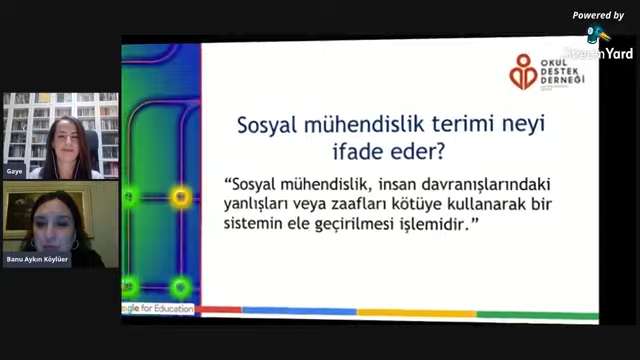 Powered by
StreamYard
OKUL
DESTEK
DERNEĞİ
Sosyal mühendislik terimi neyi
ifade eder?
“Sosyal mühendislik, insan davranışlarındaki
yanlışları veya zaafları kötüye kullanarak bir
sistemin ele geçirilmesi işlemidir.”
Gaye
Banu Aykın Köylüer
gle for Education